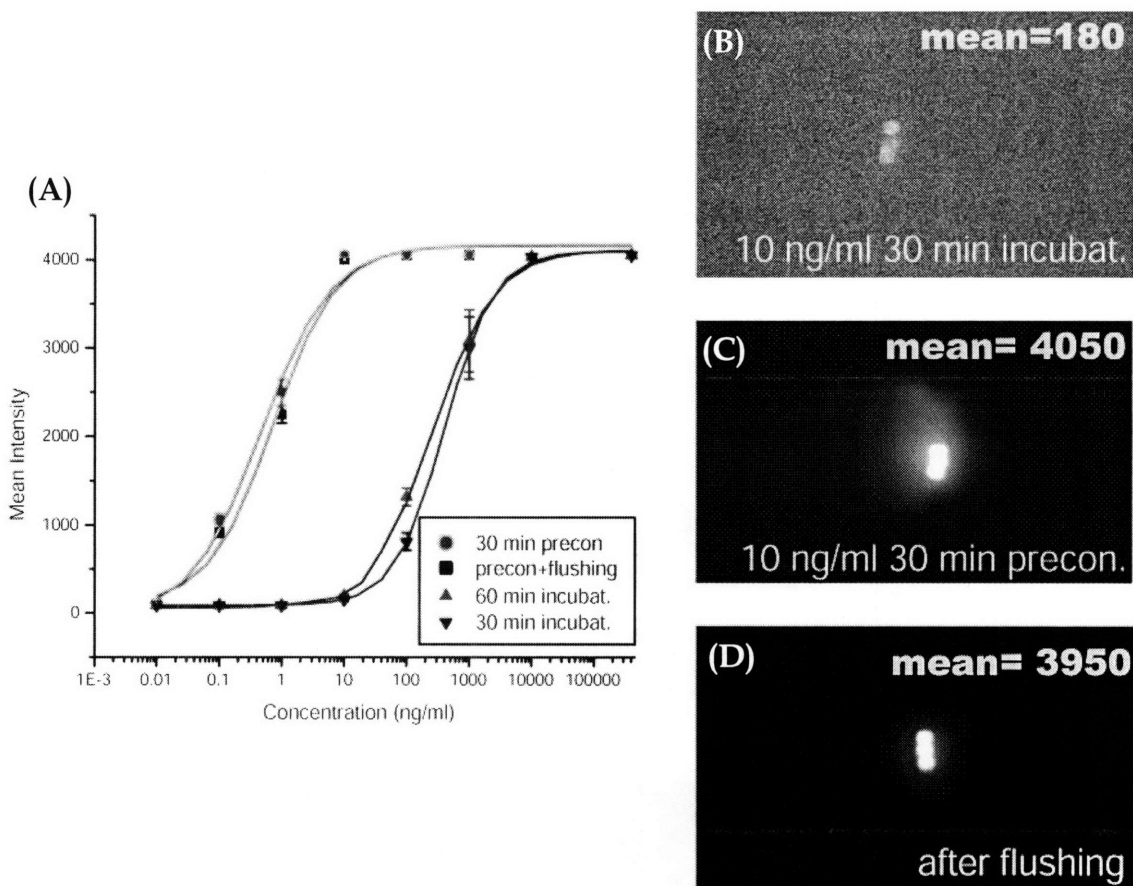 (A)
4000
3000
2000
1000
0
Mean Intensity
1E-3 0.01 0.1 1 10 100 1000 10000 100000
Concentration (ng/ml)
30 min precon
precon+flushing
60 min incubat.
30 min incubat.
(B)
mean=180
10 ng/ml 30 min incubat.
(C)
mean= 4050
10 ng/ml 30 min precon.
(D)
mean= 3950
after flushing